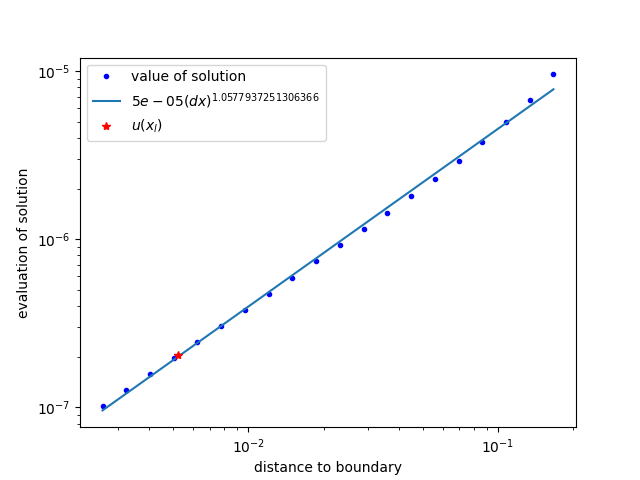 value of solution
5e − 05(dx)^1.0577937251306366
u(x_l)
10^−5
10^−6
10^−7
evaluation of solution
10^−2
10^−1
distance to boundary